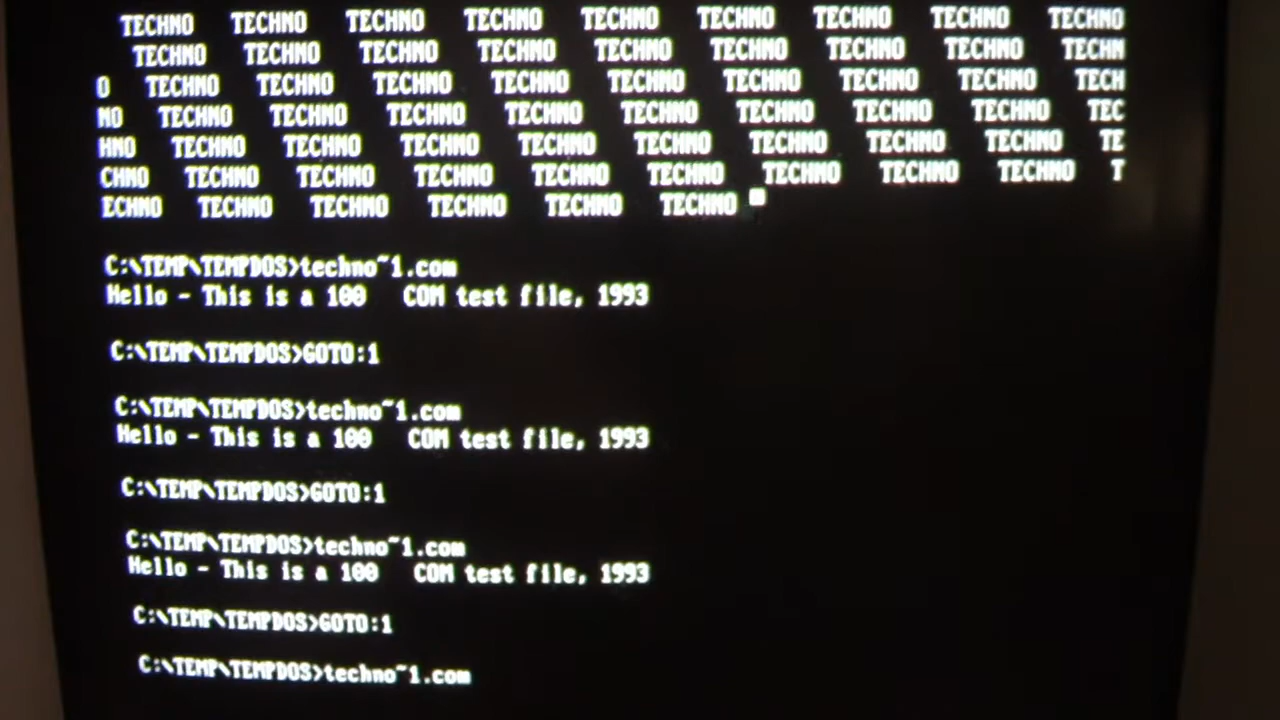 TECHNO TECHNO TECHNO TECHNO TECHNO TECHNO TECHNO TECHNO TECHNO
TECHNO TECHNO TECHNO TECHNO TECHNO TECHNO TECHNO TECHNO TECHN
O TECHNO TECHNO TECHNO TECHNO TECHNO TECHNO TECHNO TECHNO TECH
NO TECHNO TECHNO TECHNO TECHNO TECHNO TECHNO TECHNO TECHNO TEC
HNO TECHNO TECHNO TECHNO TECHNO TECHNO TECHNO TECHNO TECHNO TE
CHNO TECHNO TECHNO TECHNO TECHNO TECHNO TECHNO TECHNO TECHNO T
ECHNO TECHNO TECHNO TECHNO TECHNO TECHNO
C:\TEMP\TEMPDOS>techno~1.com
Hello - This is a 100 COM test file, 1993
C:\TEMP\TEMPDOS>GOTO:1
C:\TEMP\TEMPDOS>techno~1.com
Hello - This is a 100 COM test file, 1993
C:\TEMP\TEMPDOS>GOTO:1
C:\TEMP\TEMPDOS>techno~1.com
Hello - This is a 100 COM test file, 1993
C:\TEMP\TEMPDOS>GOTO:1
C:\TEMP\TEMPDOS>techno~1.com